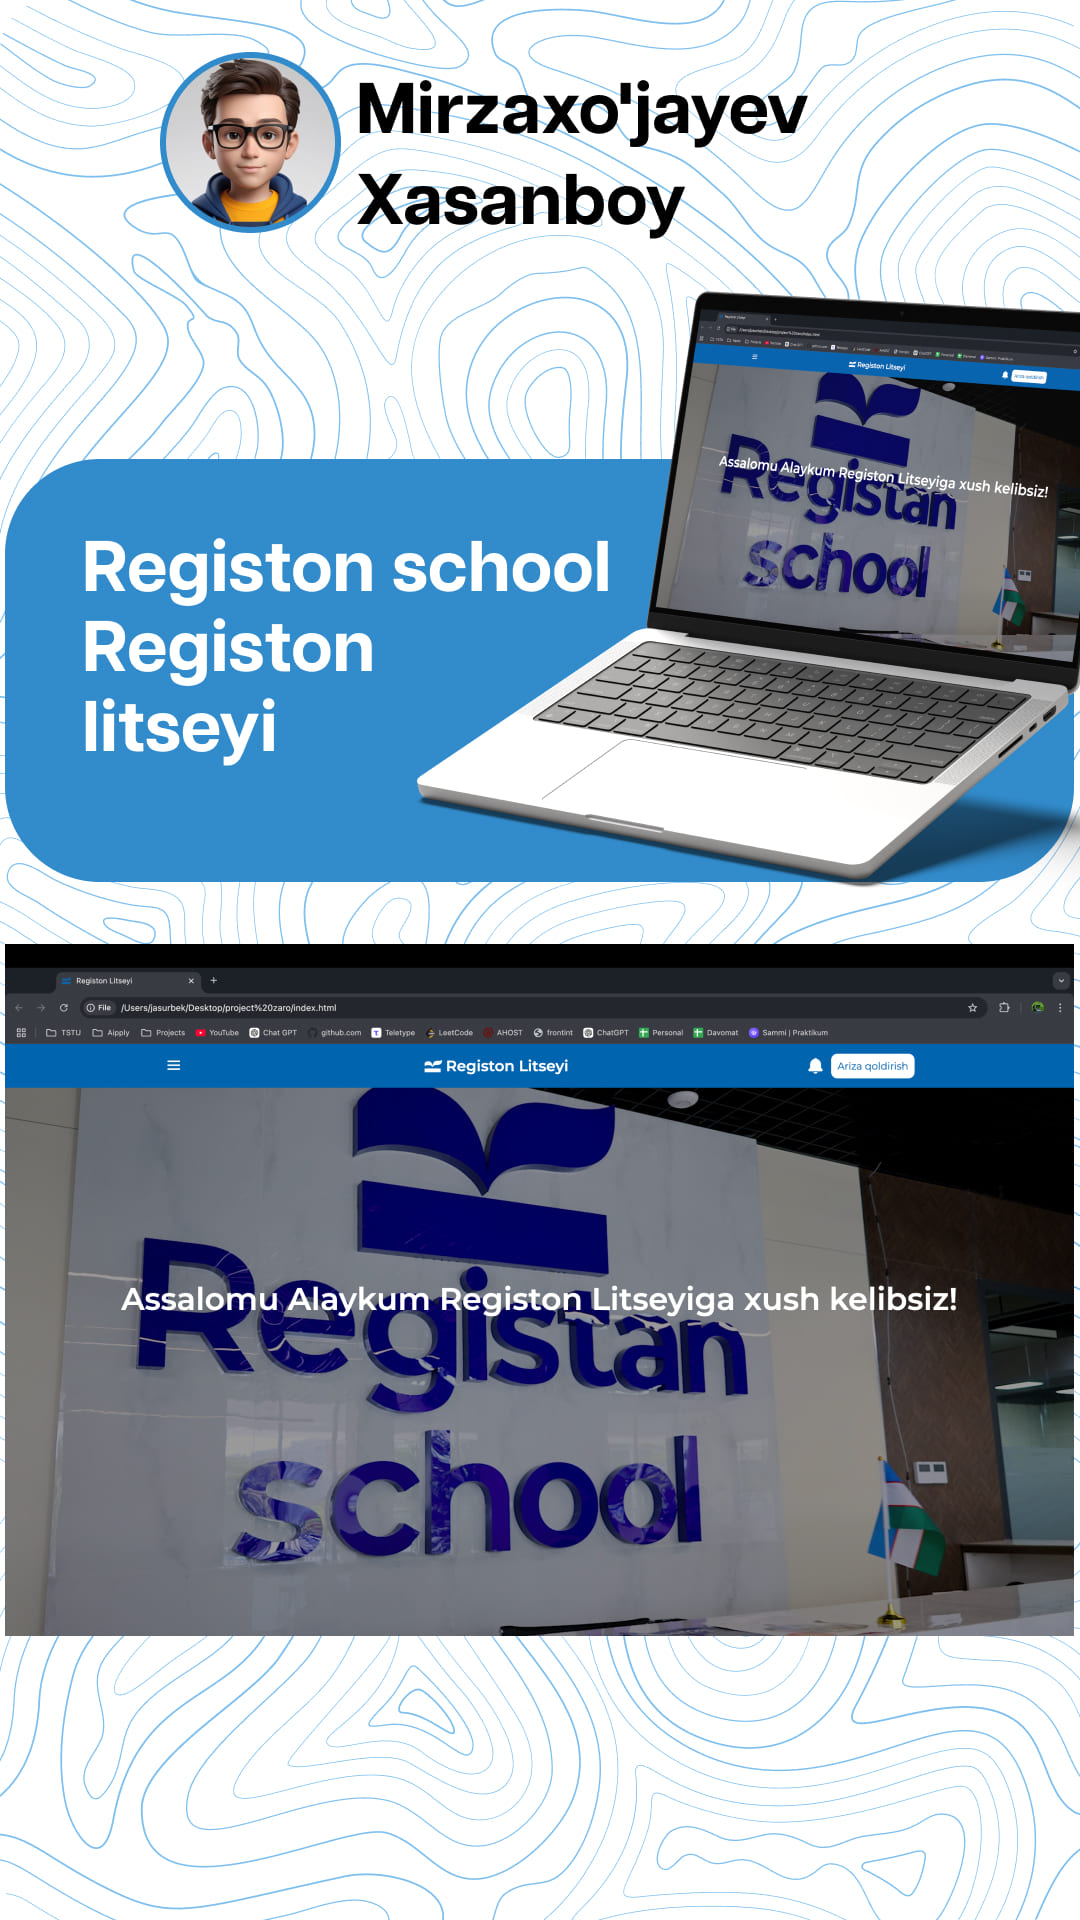 Mirzaxo'jayev
Xasanboy
Registon Litseyi
Ariza qoldirish
Registan
Assalomu Alaykum Registon Litseyiga xush kelibsiz!
school
Registon school
Registon
litseyi
Registon Litseyi
File /Users/jasurbek/Desktop/project%20zaro/index.html
TSTU Aipply Projects YouTube Chat GPT github.com Teletype LeetCode AHOST frontint ChatGPT Personal Davomat Sammi | Praktikum
Registon Litseyi
Ariza qoldirish
Assalomu Alaykum Registon Litseyiga xush kelibsiz!
Registan
school